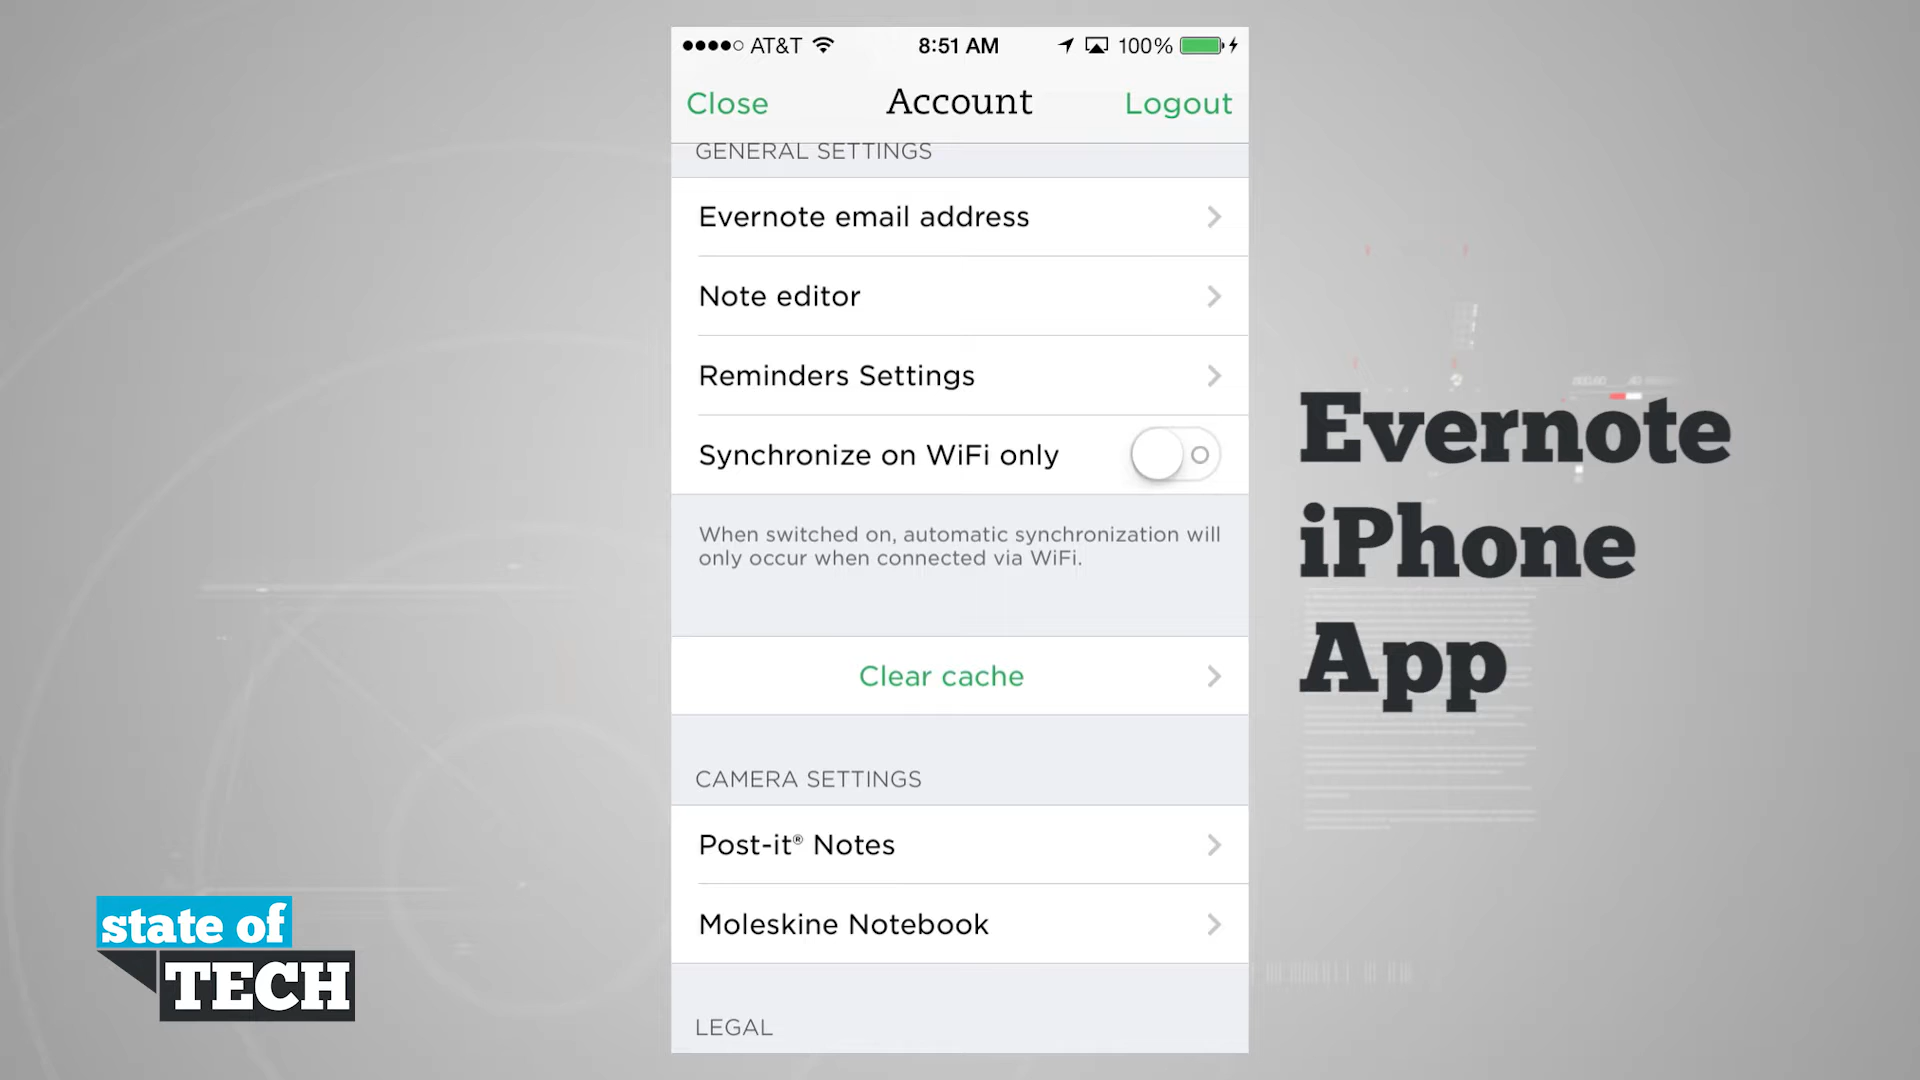 AT&T 8:51 AM 100%
Close Account Logout
GENERAL SETTINGS
Evernote email address
Note editor
Reminders Settings
Synchronize on WiFi only
When switched on, automatic synchronization will
only occur when connected via WiFi.
Clear cache
CAMERA SETTINGS
Post-it® Notes
Moleskine Notebook
LEGAL
Evernote
iPhone
App
state of
TECH